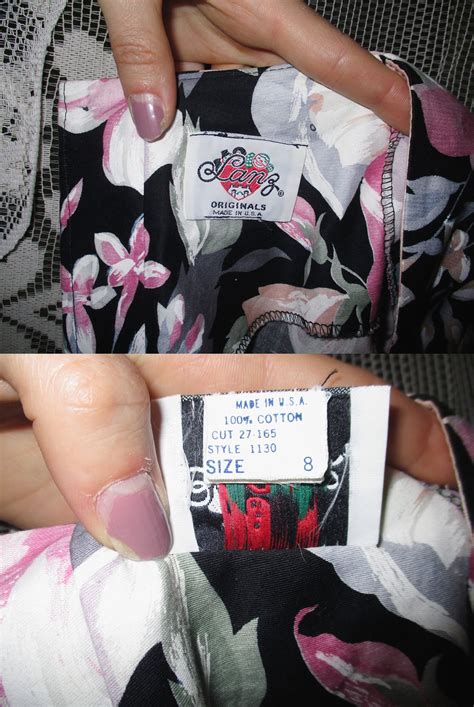 Lanz®
ORIGINALS
MADE IN U.S.A
MADE IN U.S.A.
100% COTTON
CUT 27-165
STYLE 1130
SIZE 8